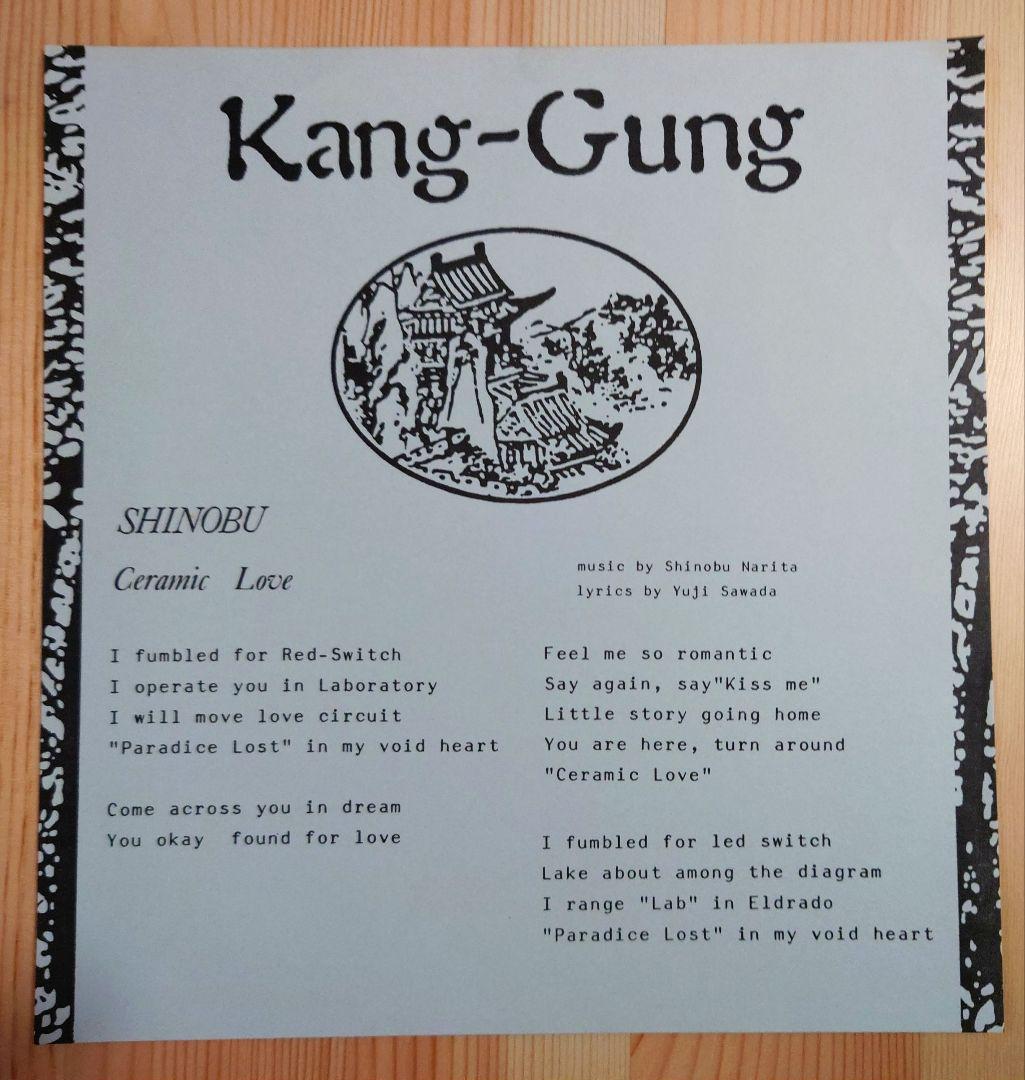 Kang-Gung
SHINOBU
Ceramic Love
music by Shinobu Narita
lyrics by Yuji Sawada
I fumbled for Red-Switch
I operate you in Laboratory
I will move love circuit
"Paradice Lost" in my void heart
Come across you in dream
You okay found for love
Feel me so romantic
Say again, say"Kiss me"
Little story going home
You are here, turn around
"Ceramic Love"
I fumbled for led switch
Lake about among the diagram
I range "Lab" in Eldrado
"Paradice Lost" in my void heart